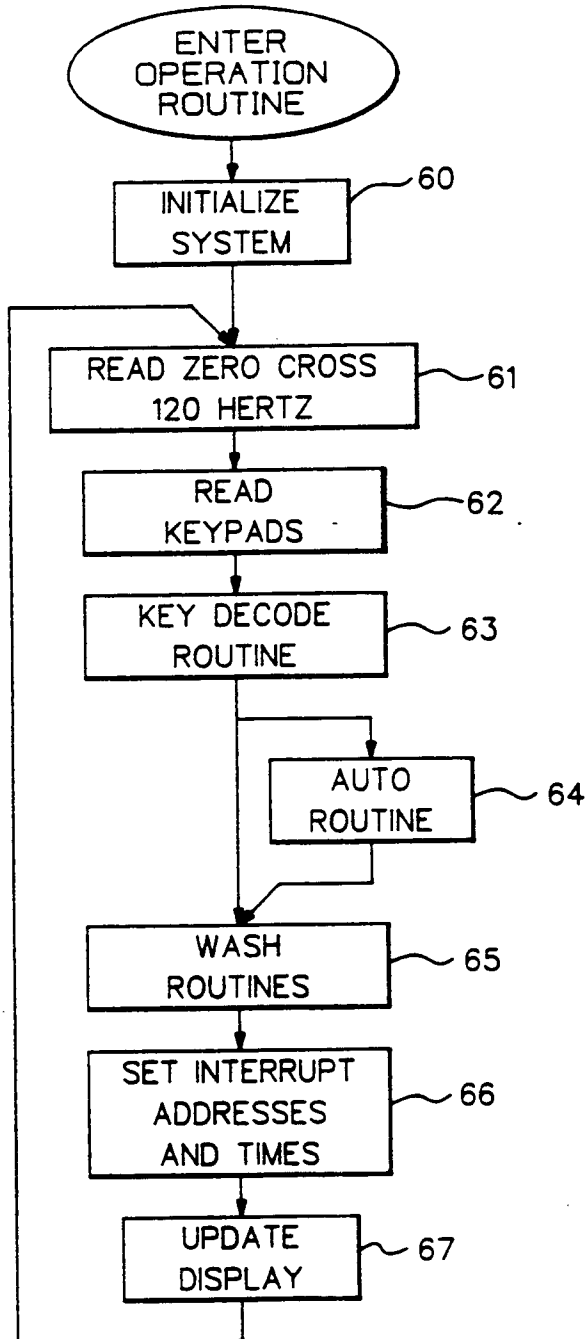 ENTER
OPERATION
ROUTINE
60
INITIALIZE
SYSTEM
READ ZERO CROSS
120 HERTZ
61
READ
KEYPADS
62
KEY DECODE
ROUTINE
63
AUTO
ROUTINE
64
WASH
ROUTINES
65
SET INTERRUPT
ADDRESSES
AND TIMES
66
UPDATE
DISPLAY
67